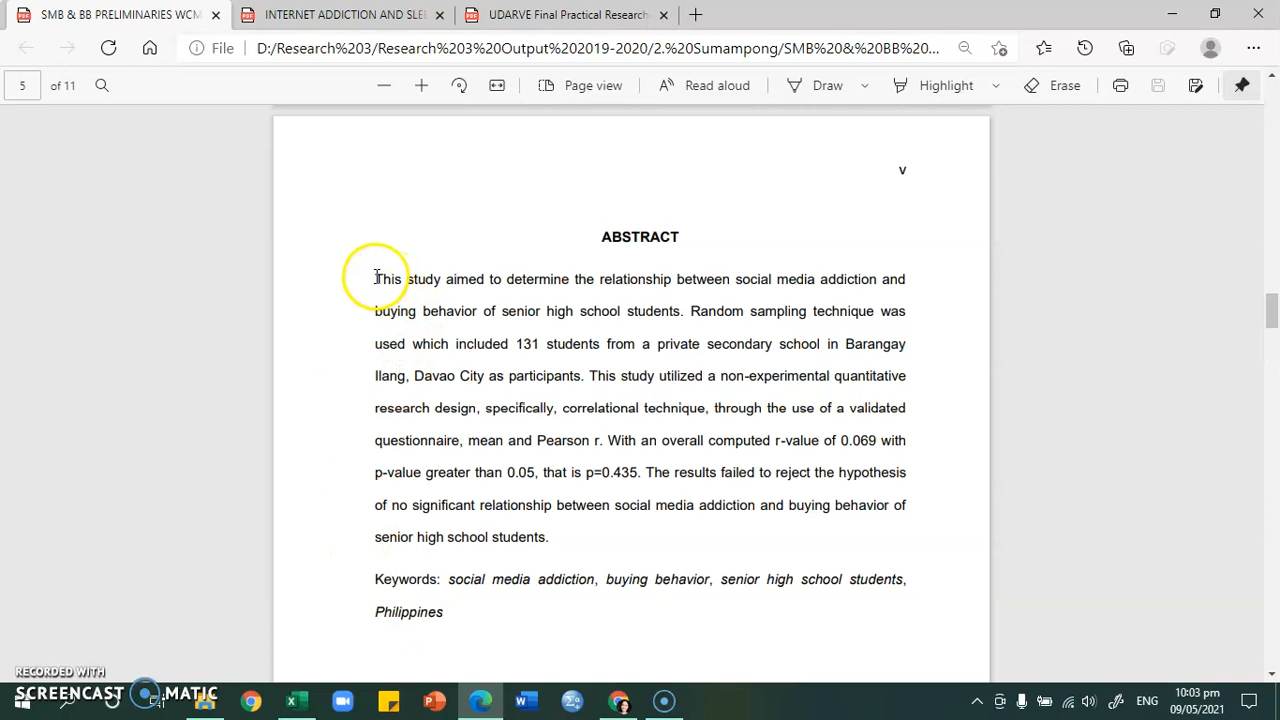 SMB & BB PRELIMINARIES WCM
INTERNET ADDICTION AND SLE
UDARVE Final Practical Research
File
D:/Research%203/Research%203%20Output%202019-2020/2.%20Sumampong/SMB%20&%20BB%20...
5 of 11
Page view
Read aloud
Draw
Highlight
Erase
v
ABSTRACT
This study aimed to determine the relationship between social media addiction and
buying behavior of senior high school students. Random sampling technique was
used which included 131 students from a private secondary school in Barangay
Ilang, Davao City as participants. This study utilized a non-experimental quantitative
research design, specifically, correlational technique, through the use of a validated
questionnaire, mean and Pearson r. With an overall computed r-value of 0.069 with
p-value greater than 0.05, that is p=0.435. The results failed to reject the hypothesis
of no significant relationship between social media addiction and buying behavior of
senior high school students.
Keywords: social media addiction, buying behavior, senior high school students,
Philippines
RECORDED WITH
SCREENCAST MATIC
ENG
10:03 pm
09/05/2021